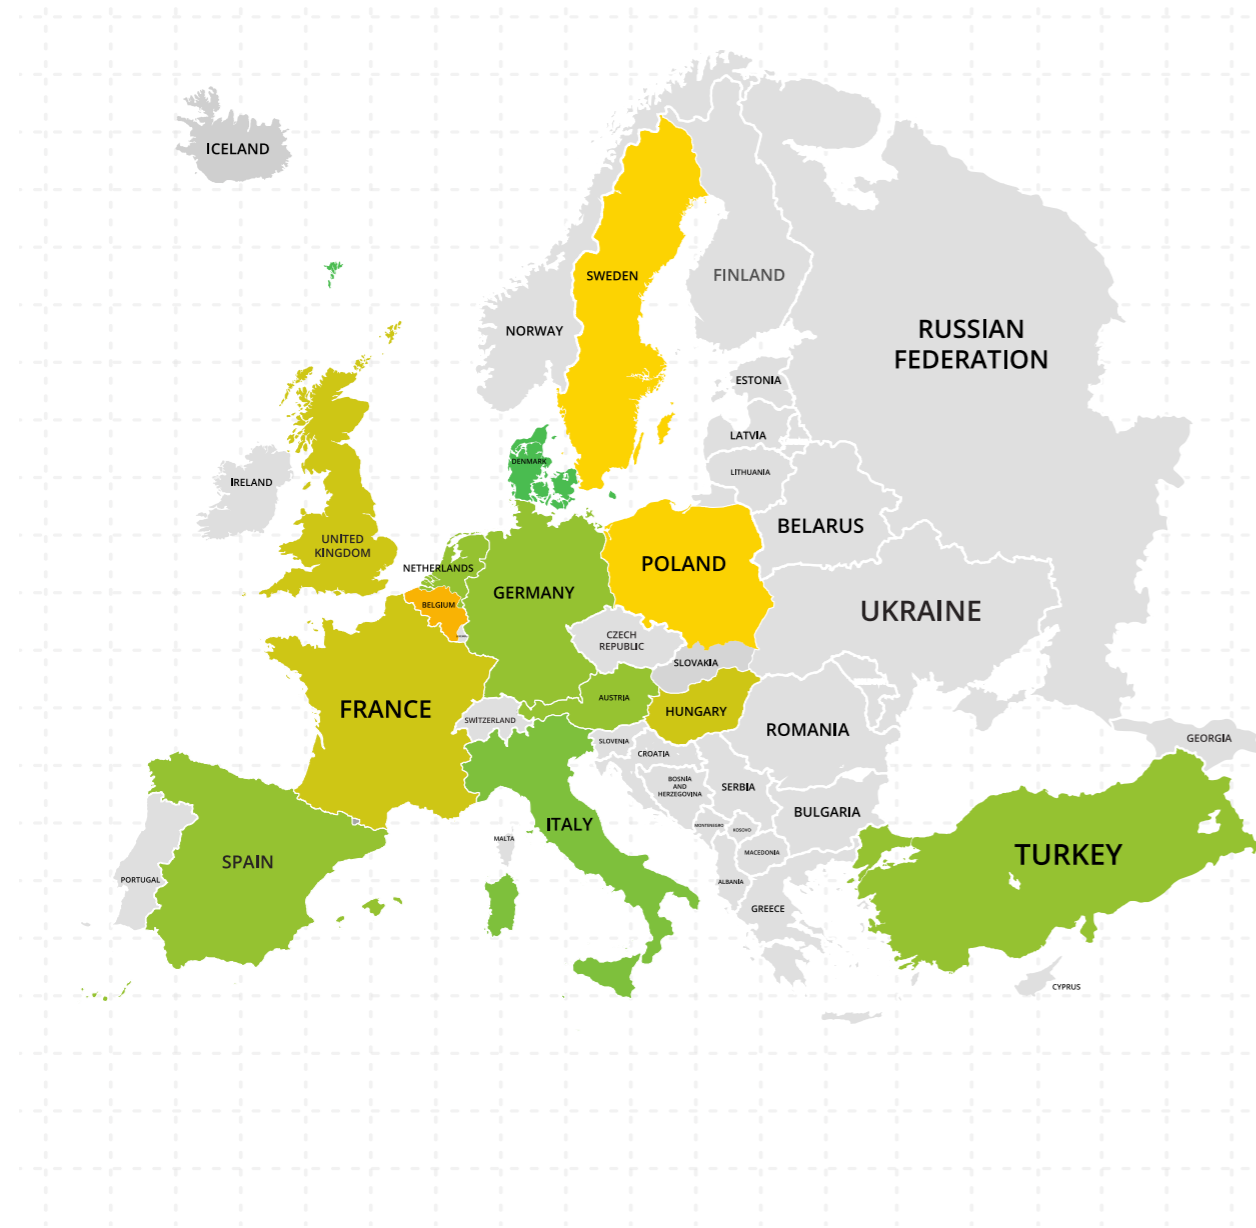 ICELAND
SWEDEN
FINLAND
NORWAY
RUSSIAN
FEDERATION
ESTONIA
LATVIA
LITHUANIA
DENMARK
IRELAND
UNITED
KINGDOM
BELARUS
NETHERLANDS
GERMANY
POLAND
BELGIUM
UKRAINE
CZECH
REPUBLIC
SLOVAKIA
AUSTRIA
FRANCE
HUNGARY
SWITZERLAND
ROMANIA
SLOVENIA
CROATIA
GEORGIA
BOSNIA
AND
HERZEGOVINA
SERBIA
BULGARIA
ITALY
MONTENEGRO
KOSOVO
MALTA
MACEDONIA
TURKEY
SPAIN
PORTUGAL
ALBANIA
GREECE
CYPRUS